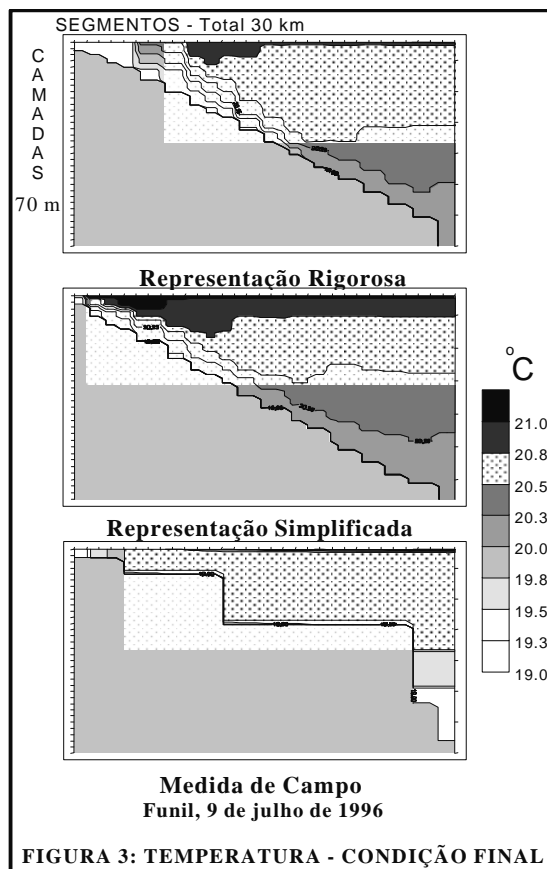 SEGMENTOS - Total 30 km
CAMADAS
70 m
Representação Rigorosa
Representação Simplificada
Medida de Campo
Funil, 9 de julho de 1996
°C
21.0
20.8
20.5
20.3
20.0
19.8
19.5
19.3
19.0
FIGURA 3: TEMPERATURA - CONDIÇÃO FINAL